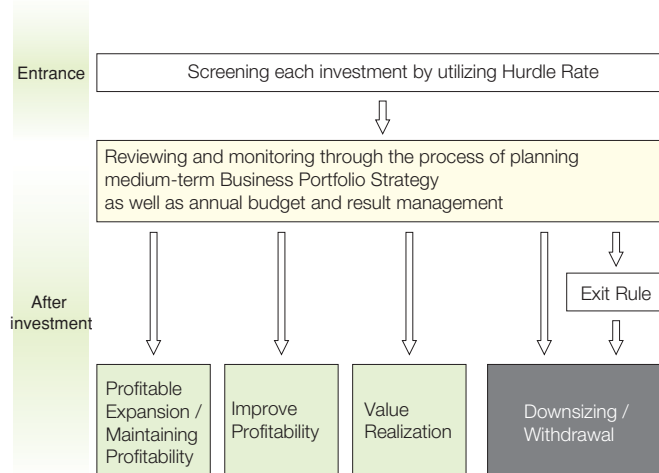 Entrance
Screening each investment by utilizing Hurdle Rate
Reviewing and monitoring through the process of planning
medium-term Business Portfolio Strategy
as well as annual budget and result management
After
investment
Exit Rule
Profitable
Expansion /
Maintaining
Profitability
Improve
Profitability
Value
Realization
Downsizing /
Withdrawal